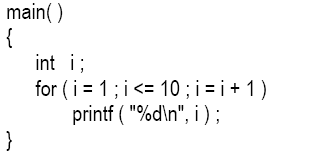 main( )
{
int i ;
for ( i = 1 ; i <= 10 ; i = i + 1 )
printf ( "%d\n", i ) ;
}